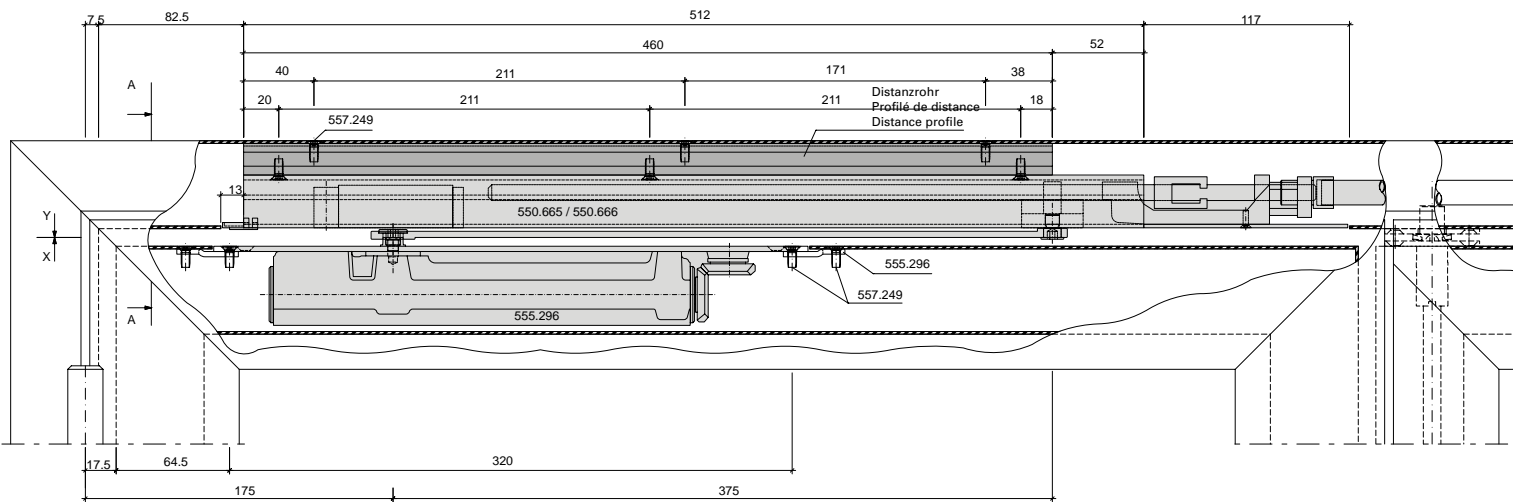 7.5 82.5 512 117
460 52
A 40 211 171 38
20 211 211 18
Distanzrohr
Profilé de distance
Distance profile
557.249
13
550.665 / 550.666
Y
X
555.296
557.249
A
555.296
17.5 64.5 320
175 375